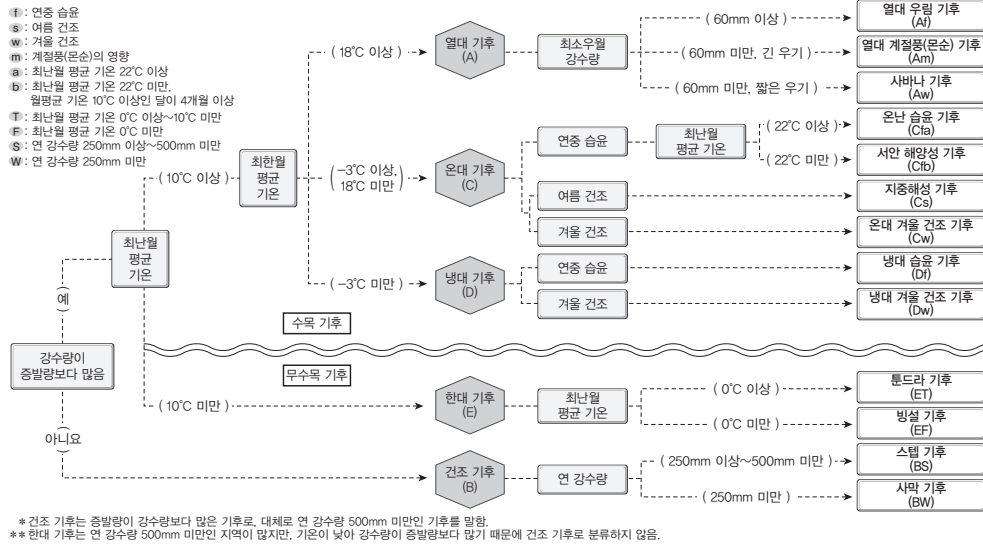 f : 연중 습윤
s : 여름 건조
w : 겨울 건조
m : 계절풍(몬순)의 영향
a : 최난월 평균 기온 22℃ 이상
b : 최난월 평균 기온 22℃ 미만,
월평균 기온 10℃ 이상인 달이 4개월 이상
T : 최난월 평균 기온 0℃ 이상~10℃ 미만
F : 최난월 평균 기온 0℃ 미만
S : 연 강수량 250mm 이상~500mm 미만
W : 연 강수량 250mm 미만
강수량이
증발량보다 많음
(예)
(아니요)
최난월
평균
기온
(10℃ 이상)
(10℃ 미만)
최한월
평균
기온
(18℃ 이상)
(-3℃ 이상,
18℃ 미만)
(-3℃ 미만)
수목 기후
무수목 기후
열대 기후
(A)
최소우월
강수량
(60mm 이상)
열대 우림 기후
(Af)
(60mm 미만, 긴 우기)
열대 계절풍(몬순) 기후
(Am)
(60mm 미만, 짧은 우기)
사바나 기후
(Aw)
온대 기후
(C)
연중 습윤
최난월
평균 기온
(22℃ 이상)
온난 습윤 기후
(Cfa)
(22℃ 미만)
서안 해양성 기후
(Cfb)
여름 건조
지중해성 기후
(Cs)
겨울 건조
온대 겨울 건조 기후
(Cw)
냉대 기후
(D)
연중 습윤
냉대 습윤 기후
(Df)
겨울 건조
냉대 겨울 건조 기후
(Dw)
한대 기후
(E)
최난월
평균 기온
(0℃ 이상)
툰드라 기후
(ET)
(0℃ 미만)
빙설 기후
(EF)
건조 기후
(B)
연 강수량
(250mm 이상~500mm 미만)
스텝 기후
(BS)
(250mm 미만)
사막 기후
(BW)
*건조 기후는 증발량이 강수량보다 많은 기후로, 대체로 연 강수량 500mm 미만인 기후를 말함.
**한대 기후는 연 강수량 500mm 미만인 지역이 많지만, 기온이 낮아 강수량이 증발량보다 많기 때문에 건조 기후로 분류하지 않음.